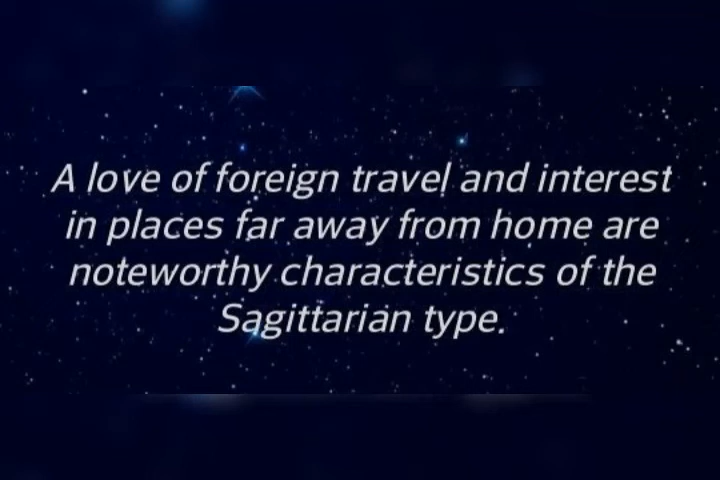 A love of foreign travel and interest
in places far away from home are
noteworthy characteristics of the
Sagittarian type.